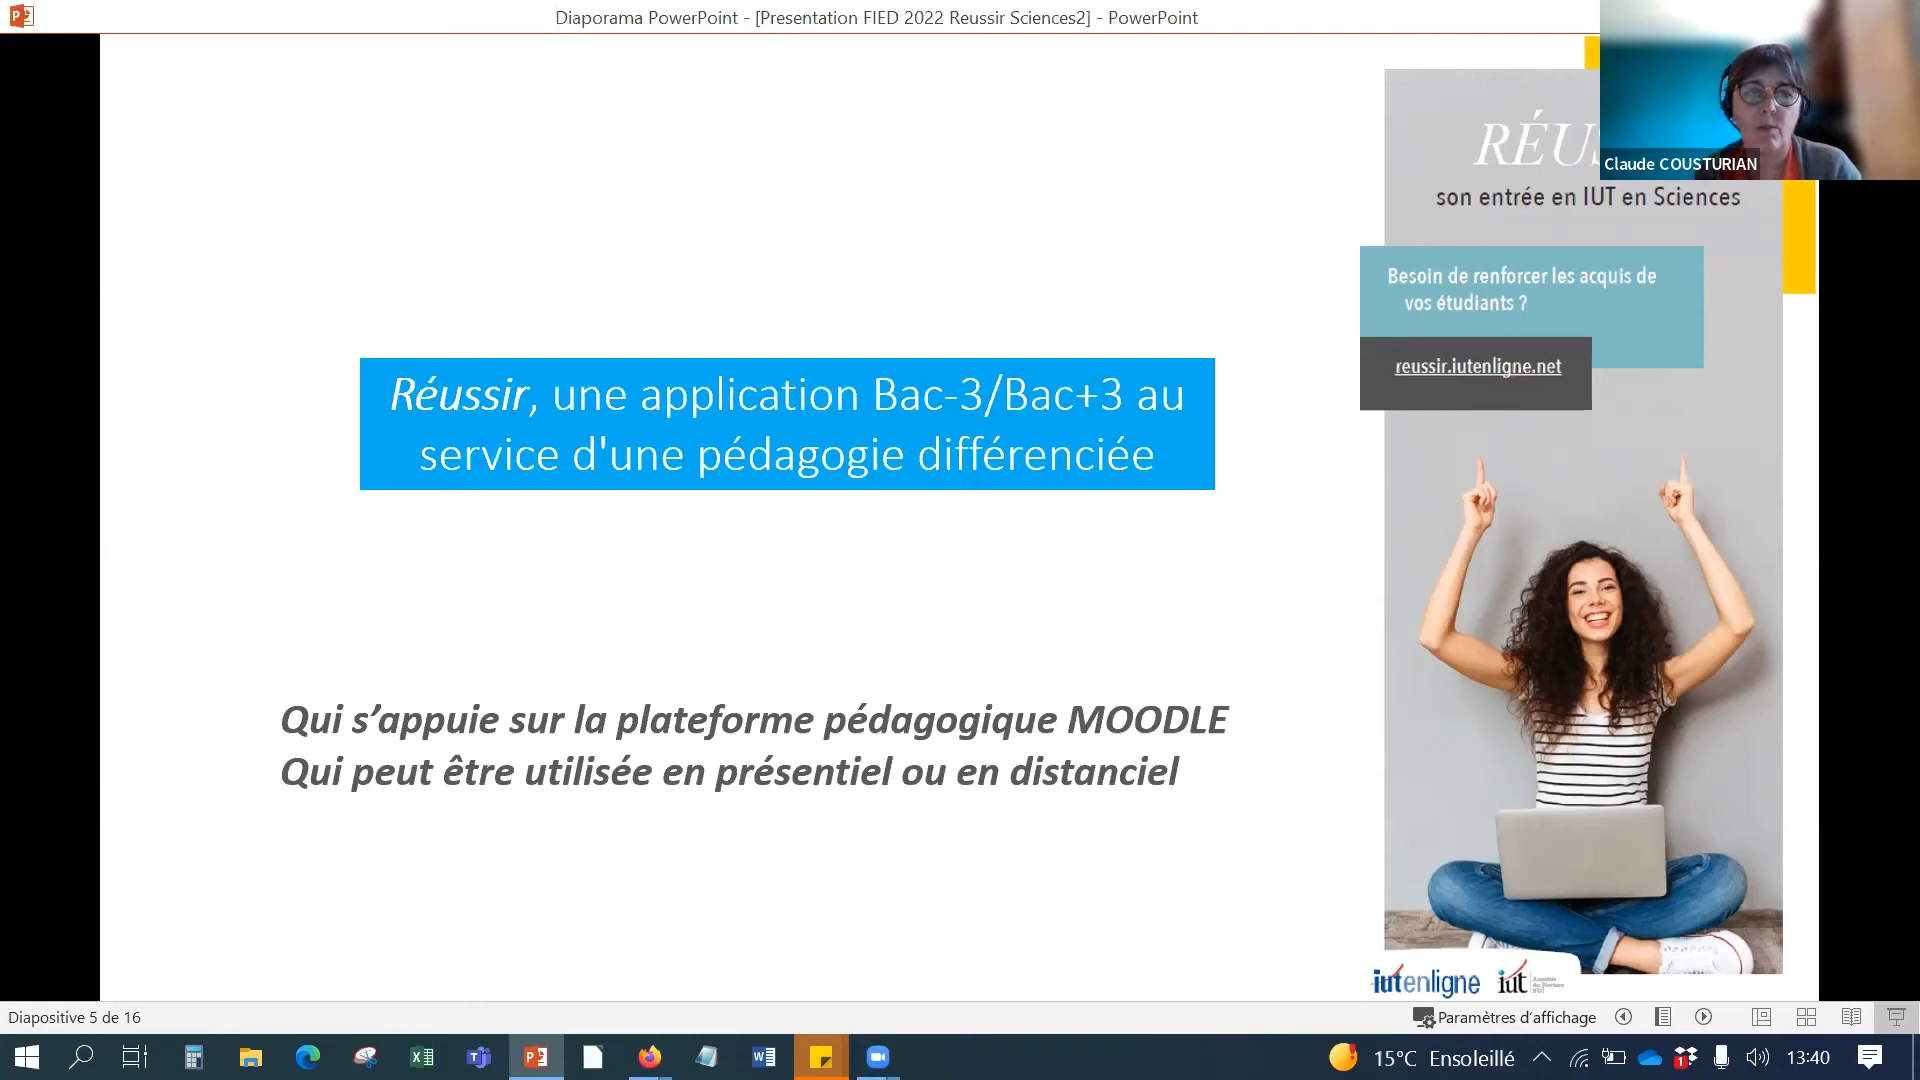 Diaporama PowerPoint - [Presentation FIED 2022 Reussir Sciences2] - PowerPoint
Claude COUSTURIAN
son entrée en IUT en Sciences
Besoin de renforcer les acquis de
vos étudiants ?
reussir.iutenligne.net
Réussir, une application Bac-3/Bac+3 au
service d'une pédagogie différenciée
Qui s’appuie sur la plateforme pédagogique MOODLE
Qui peut être utilisée en présentiel ou en distanciel
iutenligne
iut
Diapositive 5 de 16
Paramètres d’affichage
15°C Ensoleillé
13:40